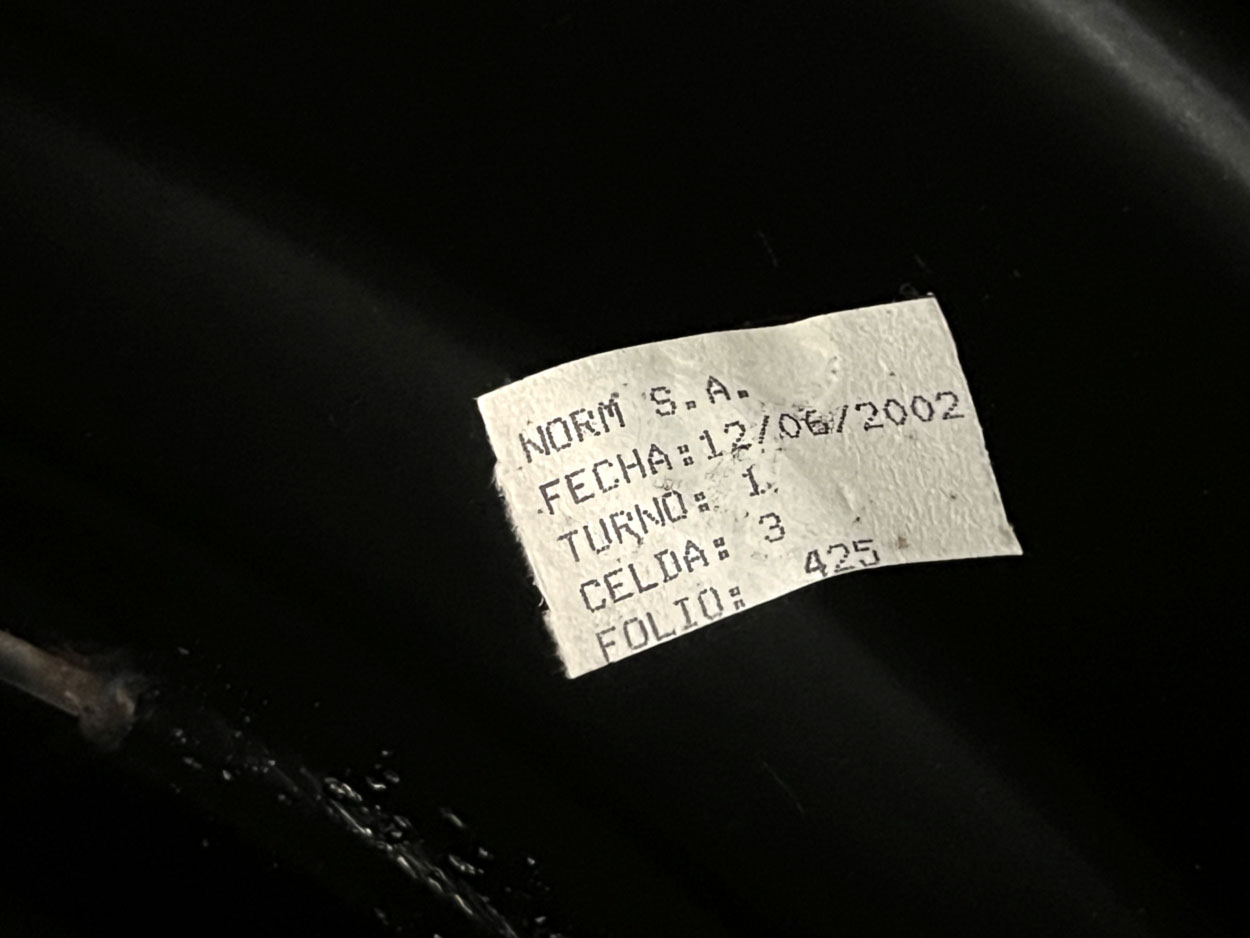 NORM S.A.
FECHA:12/06/2002
TURNO: 1
CELDA: 3
FOLIO: 425